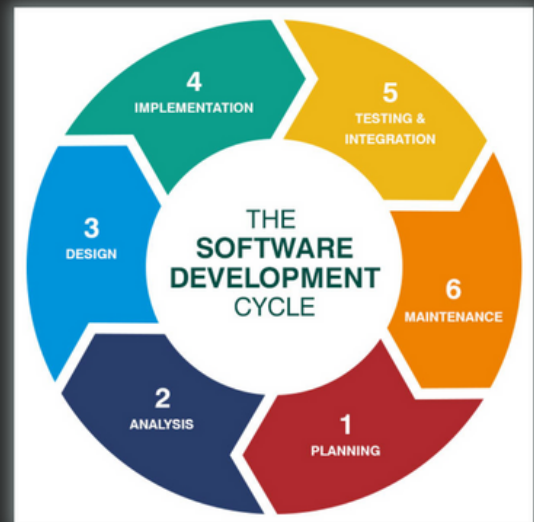 THE
SOFTWARE
DEVELOPMENT
CYCLE
1
PLANNING
2
ANALYSIS
3
DESIGN
4
IMPLEMENTATION
5
TESTING &
INTEGRATION
6
MAINTENANCE